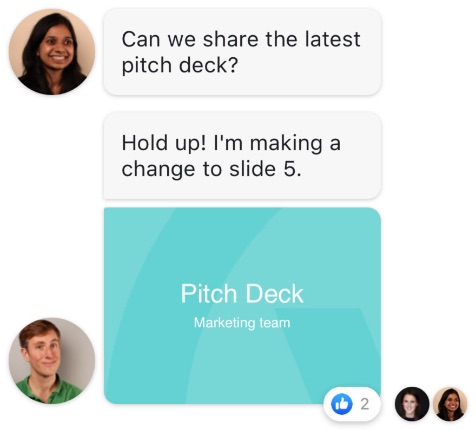 Can we share the latest
pitch deck?
Hold up! I'm making a
change to slide 5.
Pitch Deck
Marketing team
2